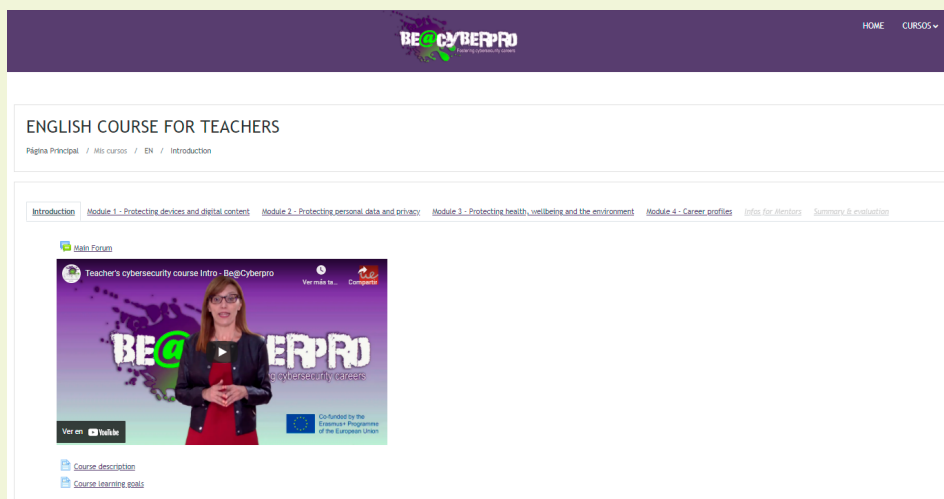 BE@CYBERPRO
Fostering cybersecurity careers
HOME CURSOS
ENGLISH COURSE FOR TEACHERS
Página Principal / Mis cursos / EN / Introduction
Introduction Module 1 - Protecting devices and digital content Module 2 - Protecting personal data and privacy Module 3 - Protecting health, wellbeing and the environment Module 4 - Career profiles Infos for Mentors Summary & evaluation
Main Forum
Teacher's cybersecurity course Intro - Be@Cyberpro
Ver más ta... Compartir
ue
BE@ ERPRO
cybersecurity careers
Co-funded by the
Erasmus+ Programme
of the European Union
Ver en YouTube
Course description
Course learning goals